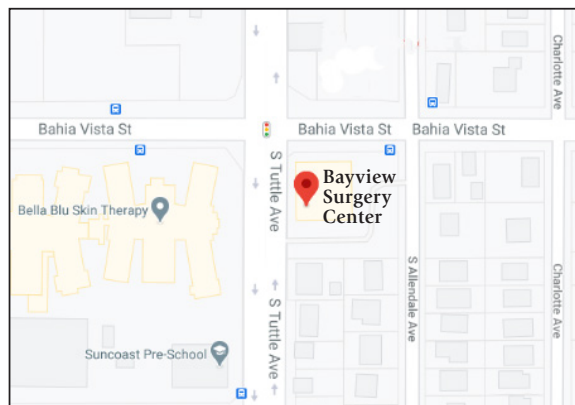 Charlotte Ave
Bahia Vista St
Bahia Vista St
Bahia Vista St
S Tuttle Ave
Bayview
Surgery
Center
Bella Blu Skin Therapy
S Allendale Ave
Charlotte Ave
S Tuttle Ave
Suncoast Pre-School